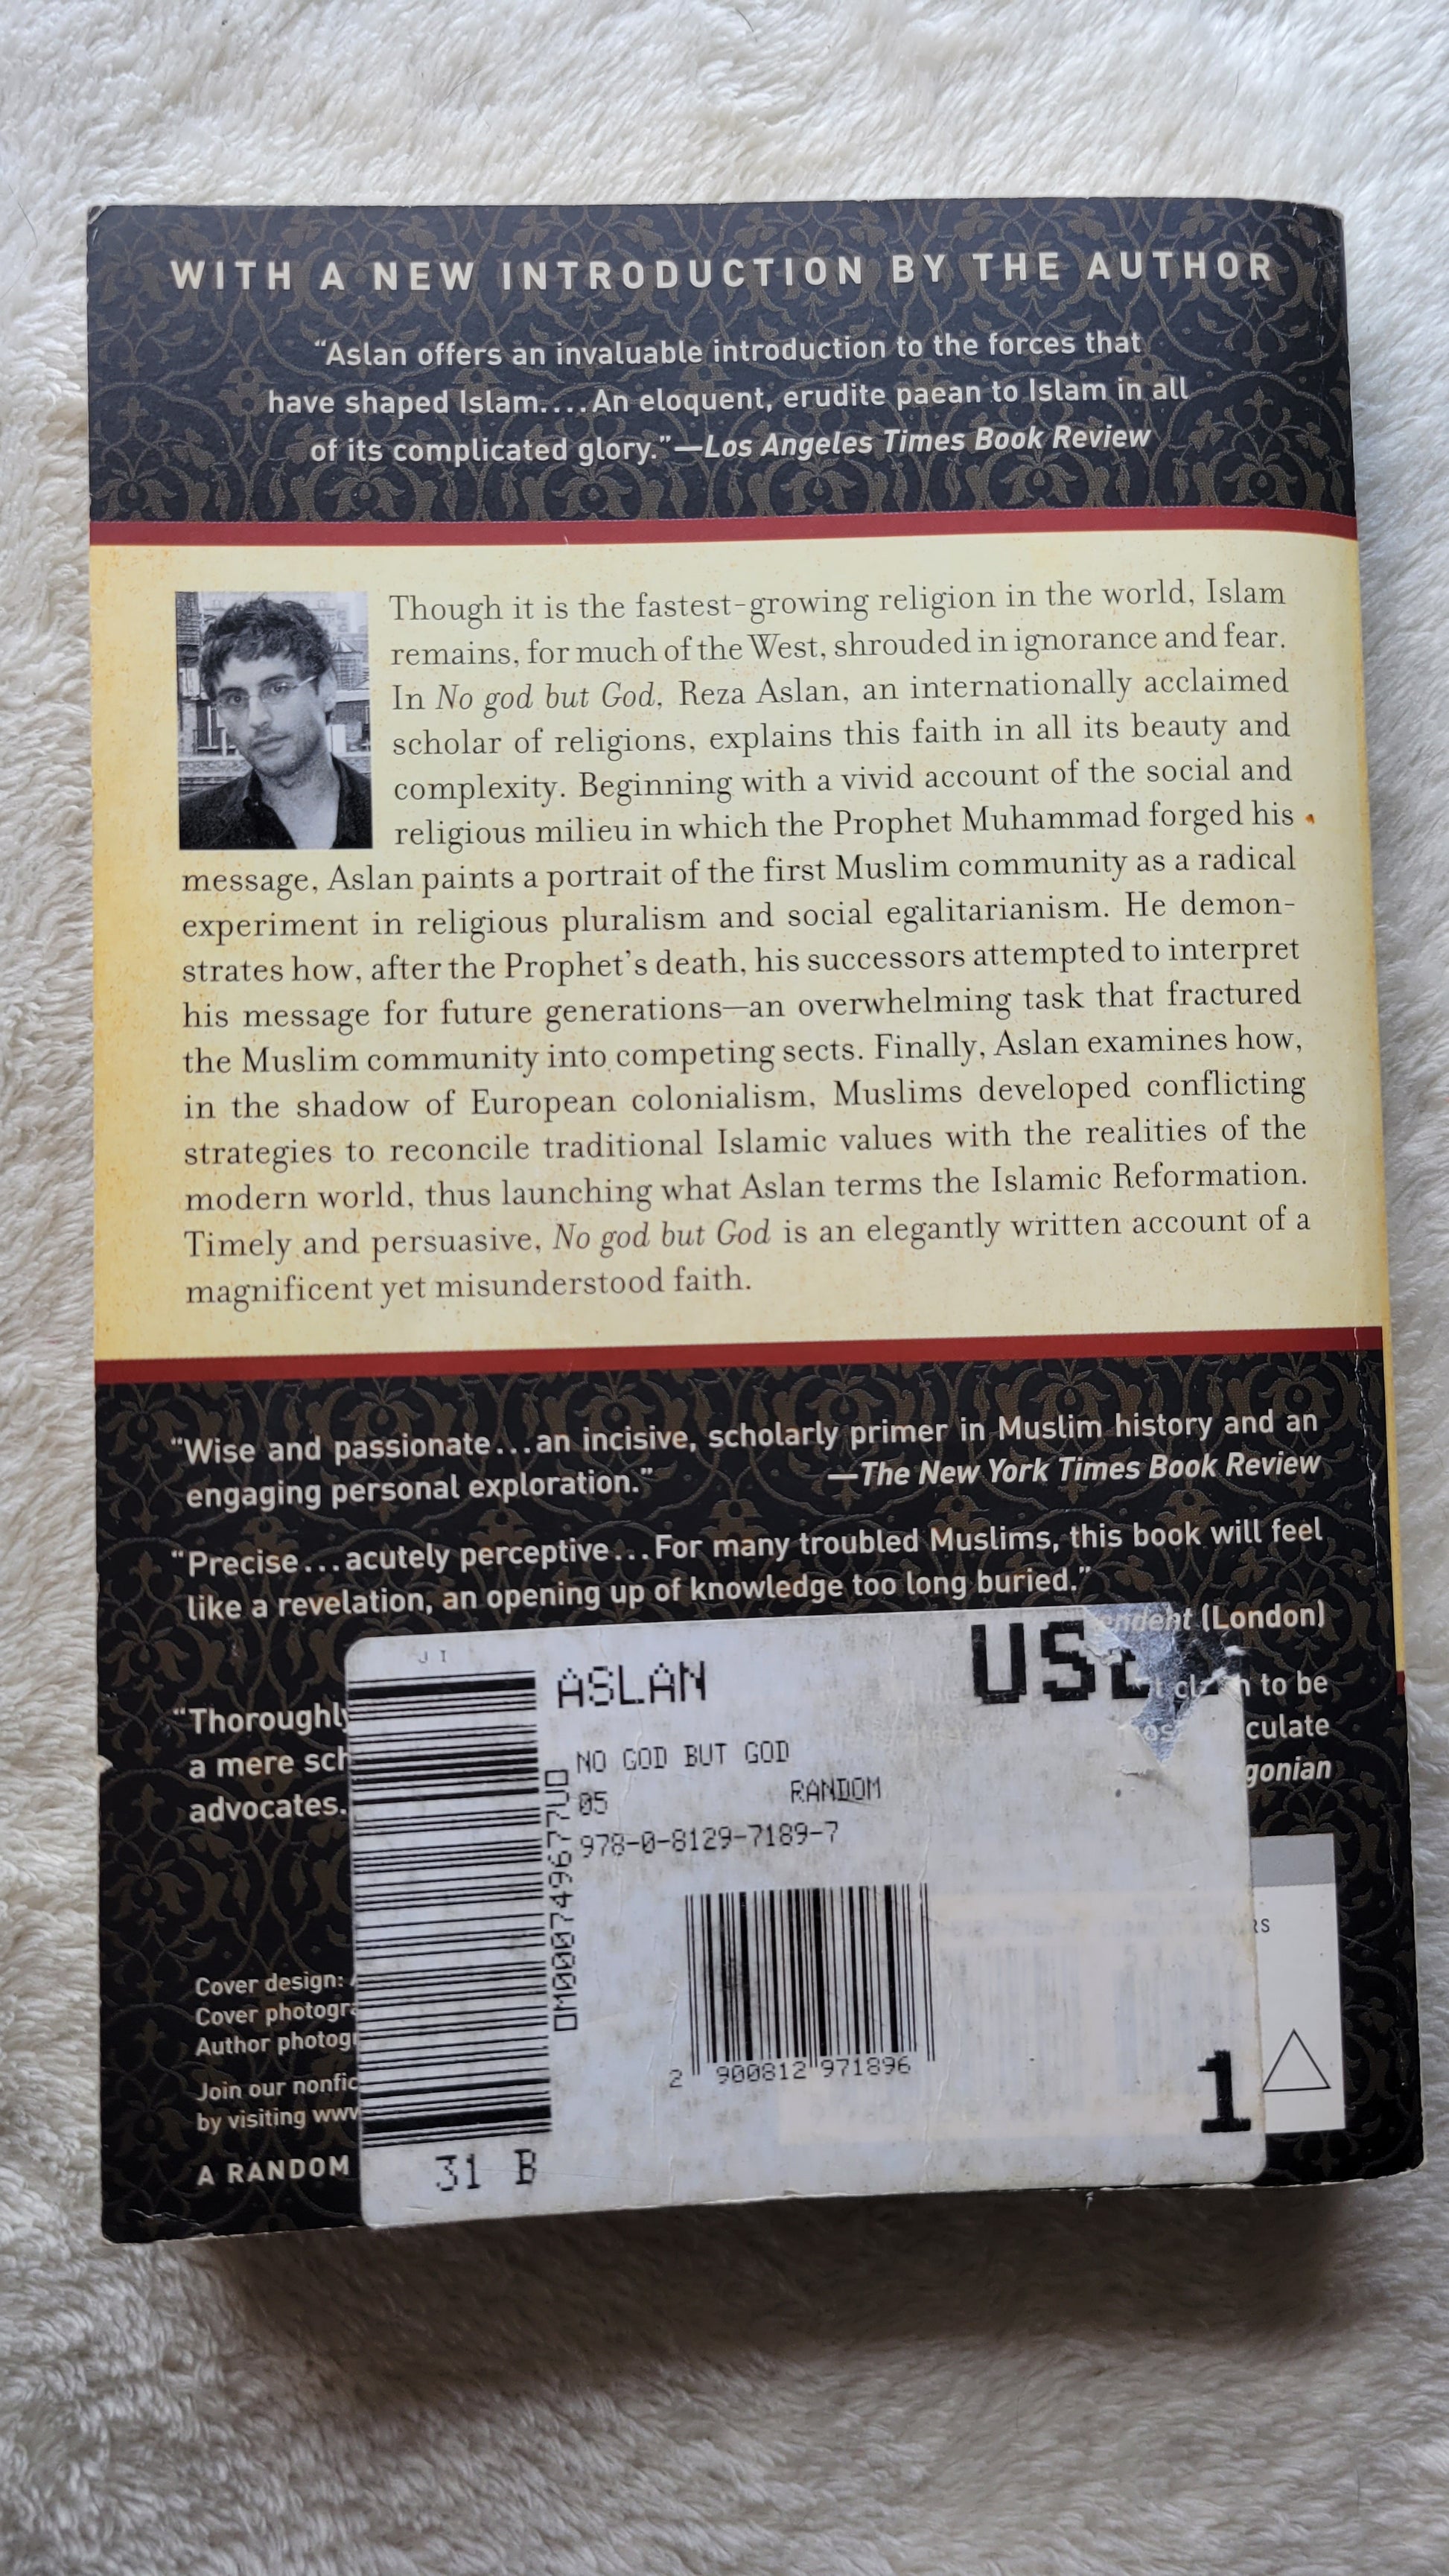 WITH A NEW INTRODUCTION BY THE AUTHOR
“Aslan offers an invaluable introduction to the forces that
have shaped Islam....An eloquent, erudite paean to Islam in all
of its complicated glory.”—Los Angeles Times Book Review
Though it is the fastest-growing religion in the world, Islam
remains, for much of the West, shrouded in ignorance and fear.
In No god but God, Reza Aslan, an internationally acclaimed
scholar of religions, explains this faith in all its beauty and
complexity. Beginning with a vivid account of the social and
religious milieu in which the Prophet Muhammad forged his
message, Aslan paints a portrait of the first Muslim community as a radical
experiment in religious pluralism and social egalitarianism. He demon-
strates how, after the Prophet’s death, his successors attempted to interpret
his message for future generations—an overwhelming task that fractured
the Muslim community into competing sects. Finally, Aslan examines how,
in the shadow of European colonialism, Muslims developed conflicting
strategies to reconcile traditional Islamic values with the realities of the
modern world, thus launching what Aslan terms the Islamic Reformation.
Timely and persuasive, No god but God is an elegantly written account of a
magnificent yet misunderstood faith.
“Wise and passionate...an incisive, scholarly primer in Muslim history and an
engaging personal exploration.” —The New York Times Book Review
“Precise...acutely perceptive...For many troubled Muslims, this book will feel
like a revelation, an opening up of knowledge too long buried.”
endent (London)
“Thoroughly
to be
a mere sch
culate
advocates.
gonian
J I
ASLAN
NO GOD BUT GOD
05 RANDOM
978-0-8129-7189-7
2 900812 971896
1
31 B
RS
Cover design:
Cover photogra
Author photog
Join our nonfic
by visiting www
A RANDOM